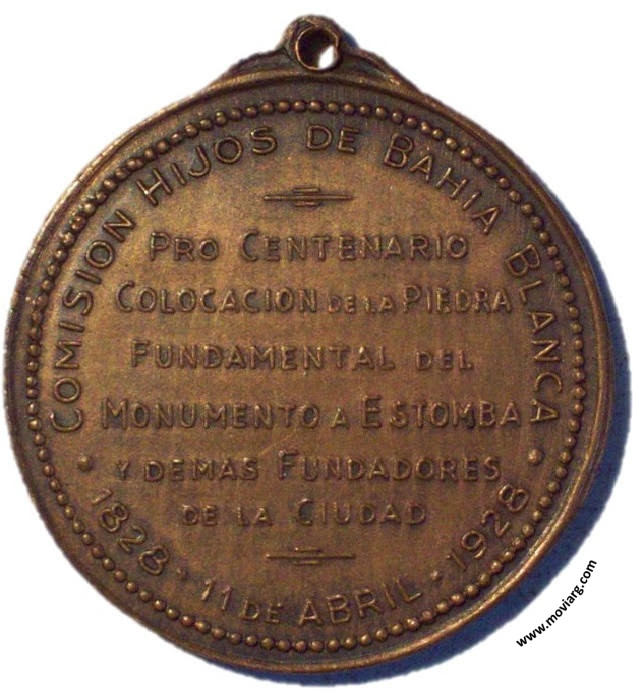 COMISION HIJOS DE BAHIA BLANCA
PRO CENTENARIO
COLOCACION DE LA PIEDRA
FUNDAMENTAL DEL
MONUMENTO A ESTOMBA
Y DEMAS FUNDADORES
DE LA CIUDAD
1828 · 11 DE ABRIL · 1928
www.moviarg.com